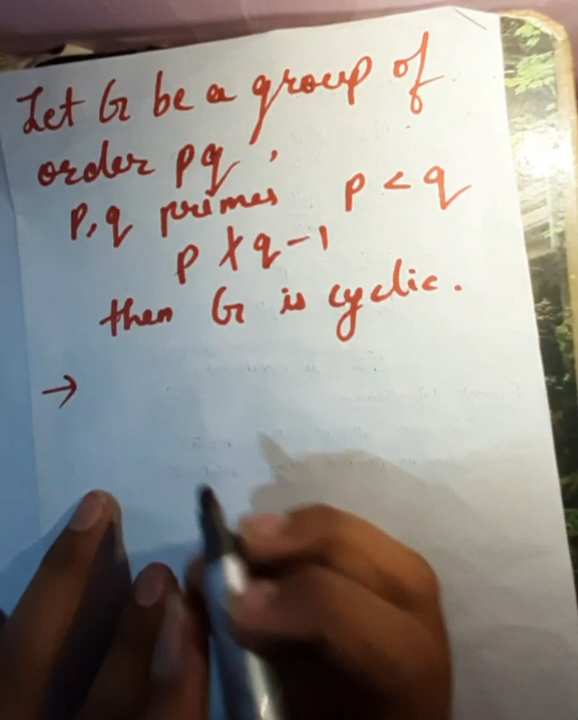 Let G be a group of
order pq,
p,q primes p < q
p ∤ q-1
then G is cyclic.
→